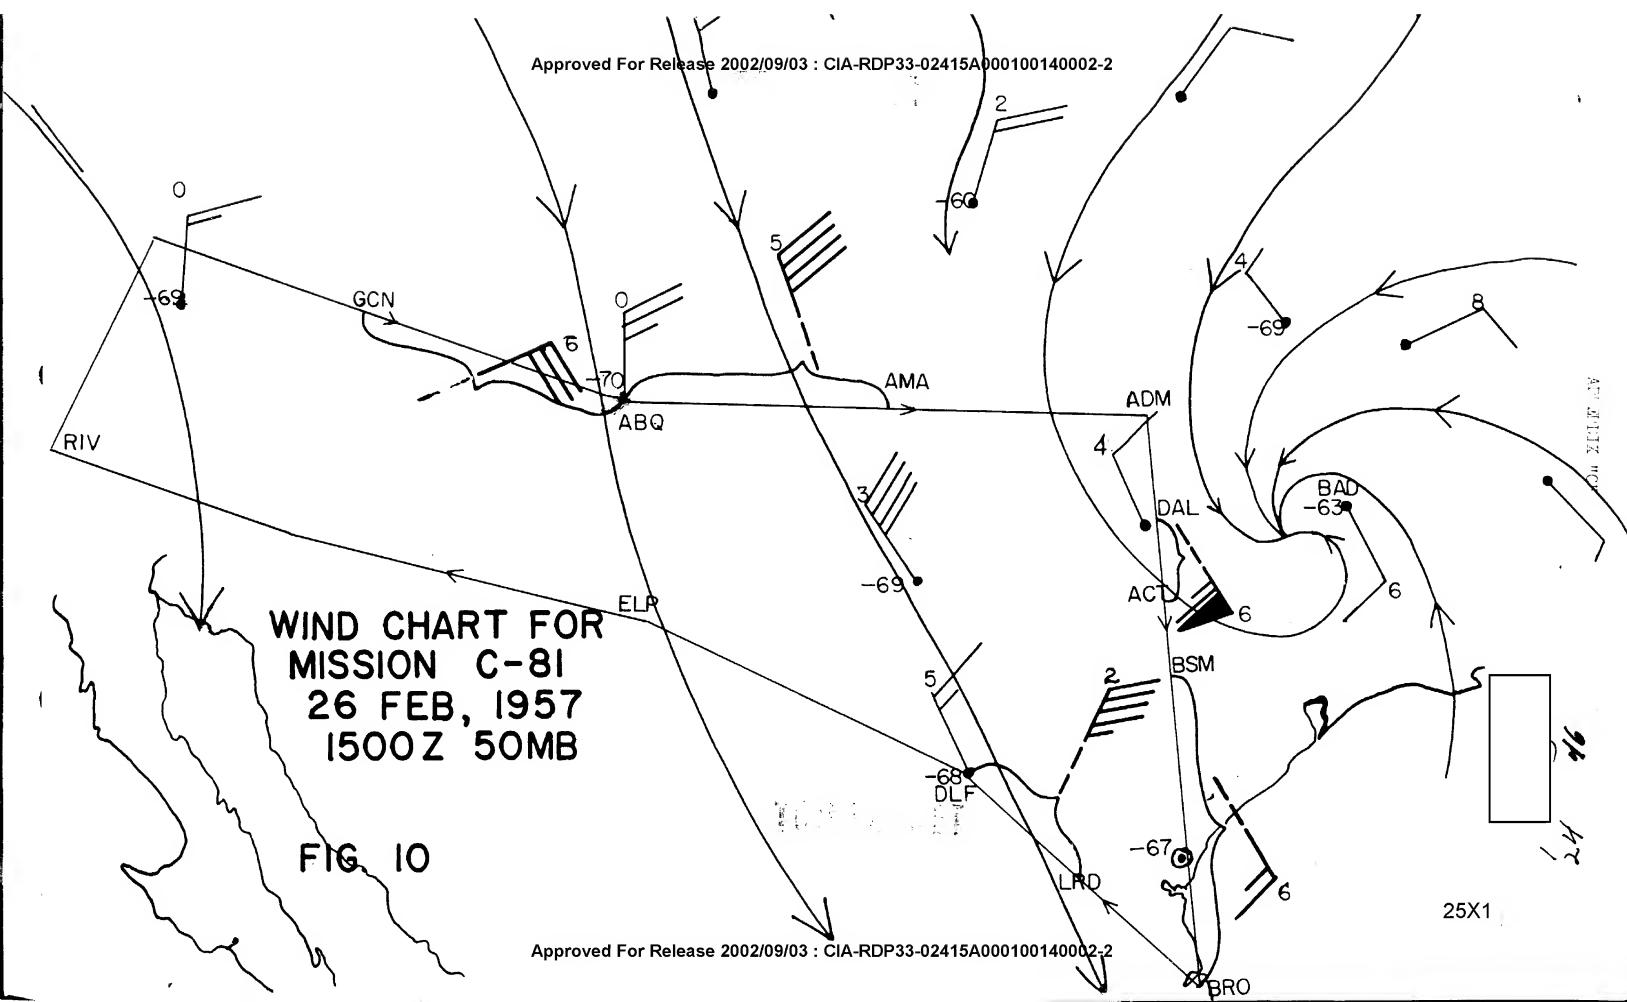 Approved For Release 2002/09/03 : CIA-RDP33-02415A000100140002-2
2
-60
0
-69
5
4
-69
8
GCN
0
6
-70
ABQ
AMA
ADM
4
RIV
3
-69
DAL
BAD
-63
6
ACT
6
ELP
WIND CHART FOR
MISSION C-81
26 FEB, 1957
1500Z 50MB
FIG 10
5
-68
DLF
2
BSM
-67
LRD
6
BRO
25X1
Approved For Release 2002/09/03 : CIA-RDP33-02415A000100140002-2